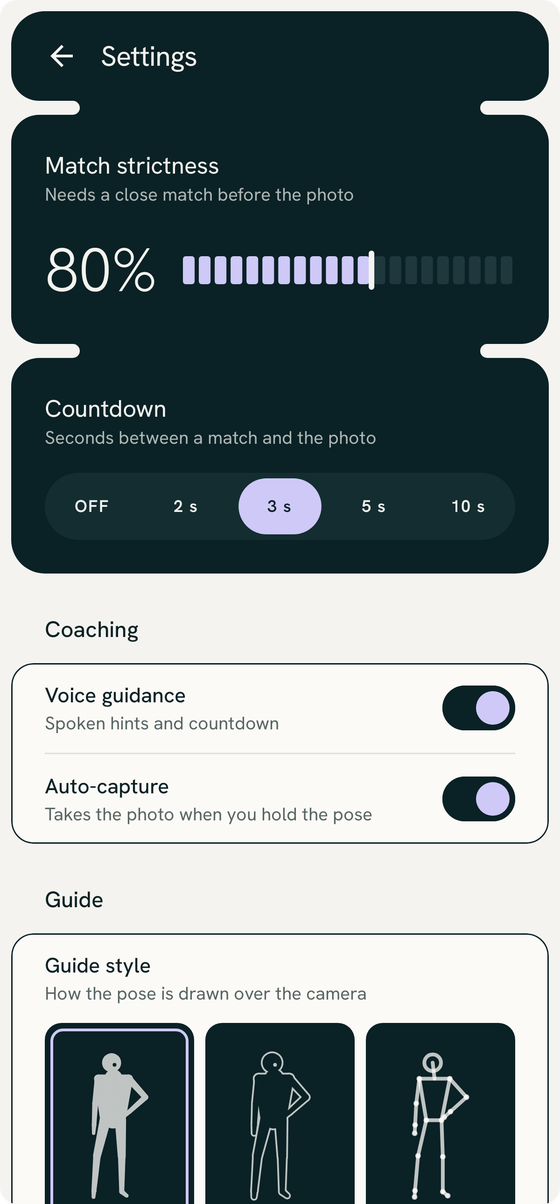 Settings
Match strictness
Needs a close match before the photo
80%
Countdown
Seconds between a match and the photo
OFF 2 s 3 s 5 s 10 s
Coaching
Voice guidance
Spoken hints and countdown
Auto-capture
Takes the photo when you hold the pose
Guide
Guide style
How the pose is drawn over the camera